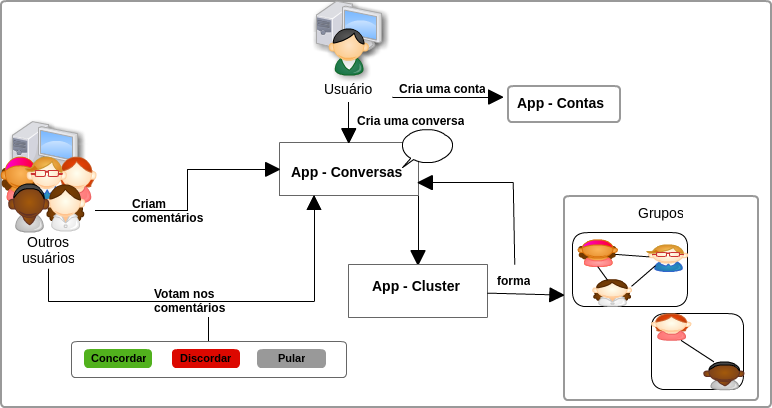 Usuário
Cria uma conta
App - Contas
Cria uma conversa
App - Conversas
Criam
comentários
Outros
usuários
Grupos
App - Cluster
forma
Votam nos
comentários
Concordar
Discordar
Pular